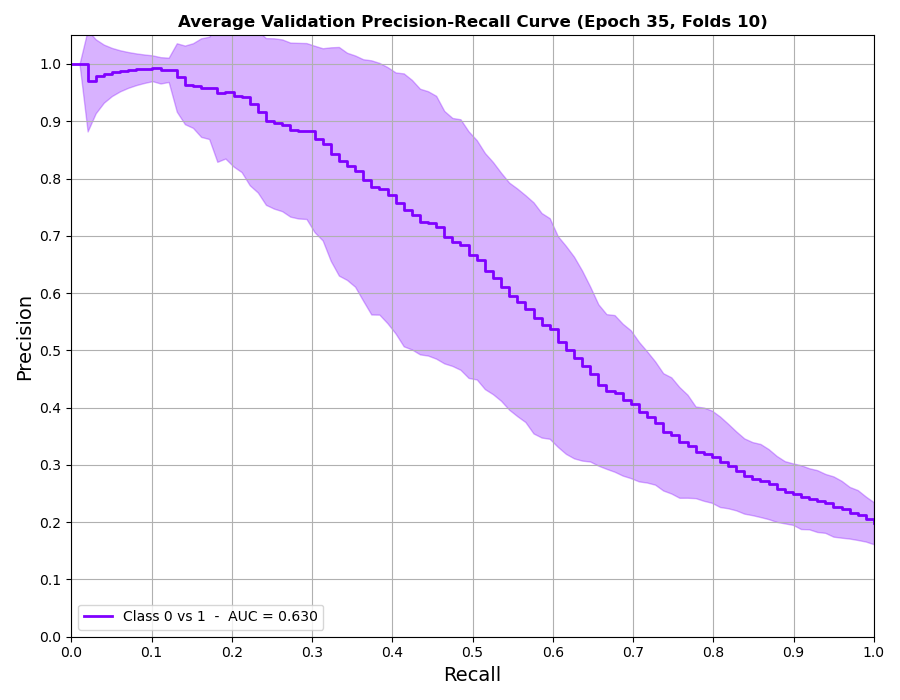 Average Validation Precision-Recall Curve (Epoch 35, Folds 10)
Precision
1.0
0.9
0.8
0.7
0.6
0.5
0.4
0.3
0.2
0.1
0.0
Class 0 vs 1 - AUC = 0.630
0.0 0.1 0.2 0.3 0.4 0.5 0.6 0.7 0.8 0.9 1.0
Recall